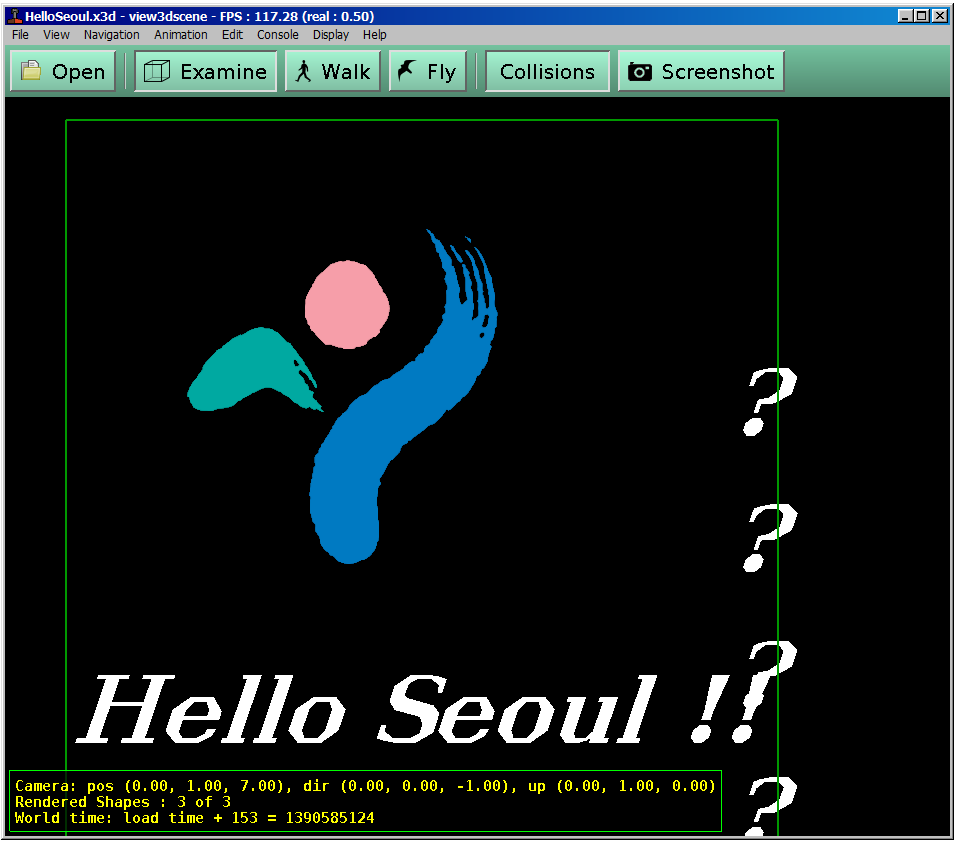 HelloSeoul.x3d - view3dscene - FPS : 117.28 (real : 0.50)
File View Navigation Animation Edit Console Display Help
Open Examine Walk Fly Collisions Screenshot
?
?
?
Hello Seoul !!
?
Camera: pos (0.00, 1.00, 7.00), dir (0.00, 0.00, -1.00), up (0.00, 1.00, 0.00)
Rendered Shapes : 3 of 3
World time: load time + 153 = 1390585124